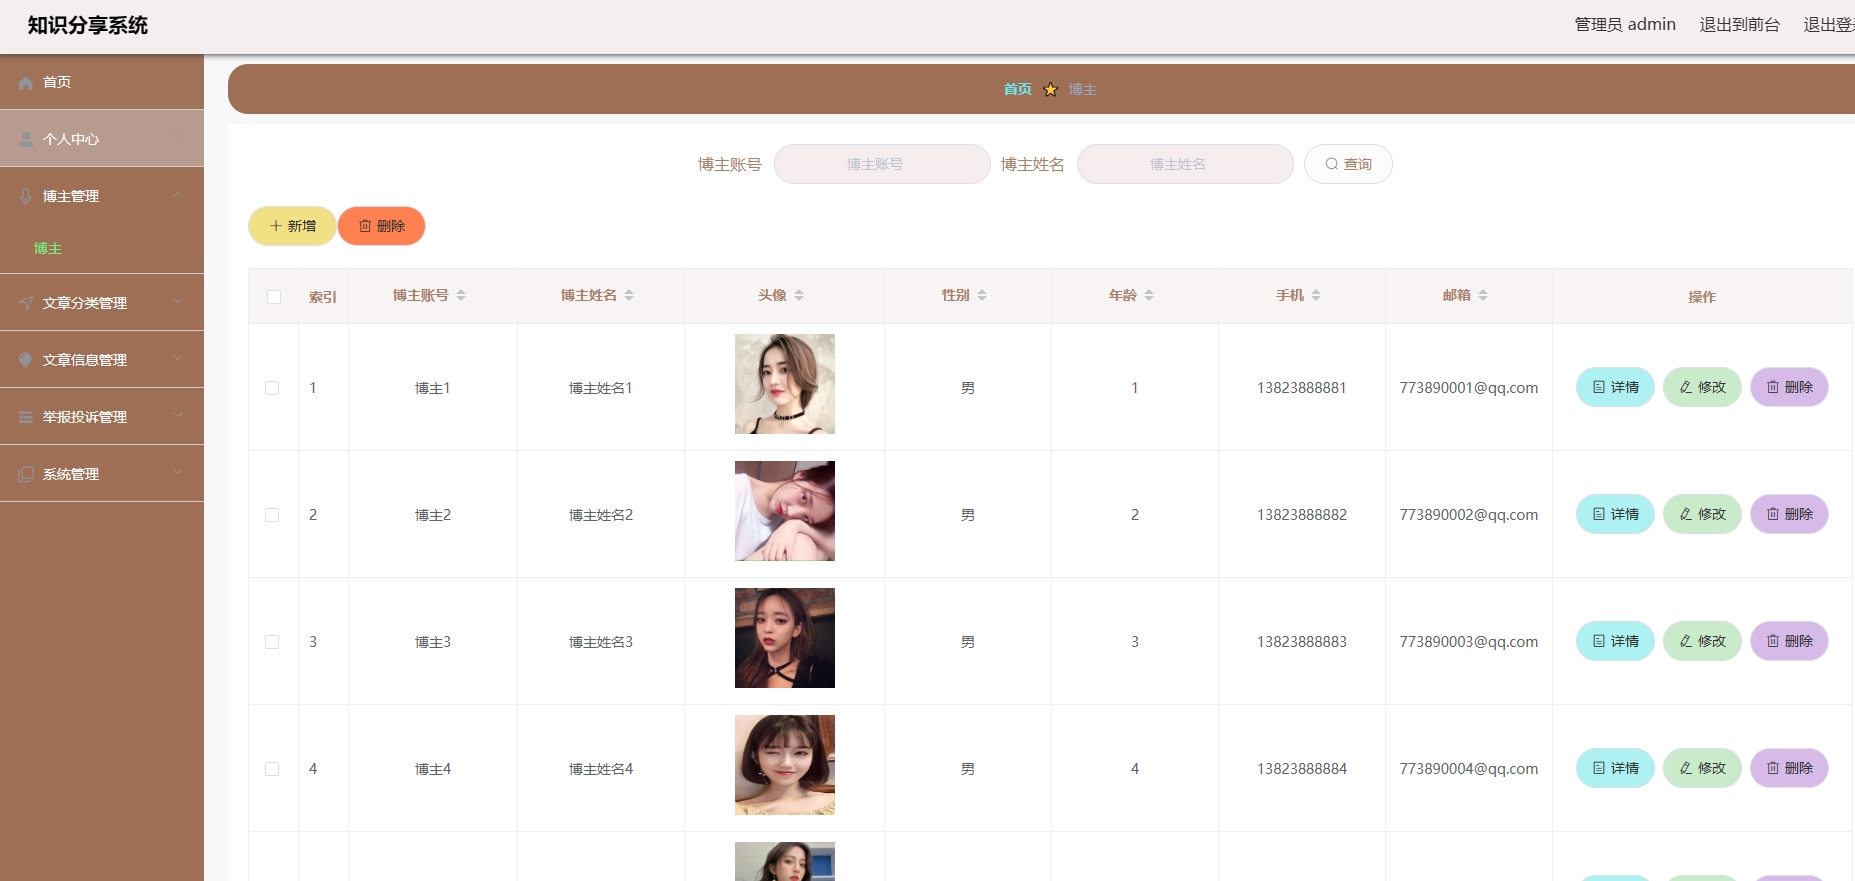 知识分享系统
管理员 admin 退出到前台 退出登
首页
个人中心
博主管理
博主
文章分类管理
文章信息管理
举报投诉管理
系统管理
首页 博主
博主账号 博主账号 博主姓名 博主姓名 查询
新增 删除
索引 博主账号 博主姓名 头像 性别 年龄 手机 邮箱 操作
1 博主1 博主姓名1 男 1 13823888881 773890001@qq.com 详情 修改 删除
2 博主2 博主姓名2 男 2 13823888882 773890002@qq.com 详情 修改 删除
3 博主3 博主姓名3 男 3 13823888883 773890003@qq.com 详情 修改 删除
4 博主4 博主姓名4 男 4 13823888884 773890004@qq.com 详情 修改 删除